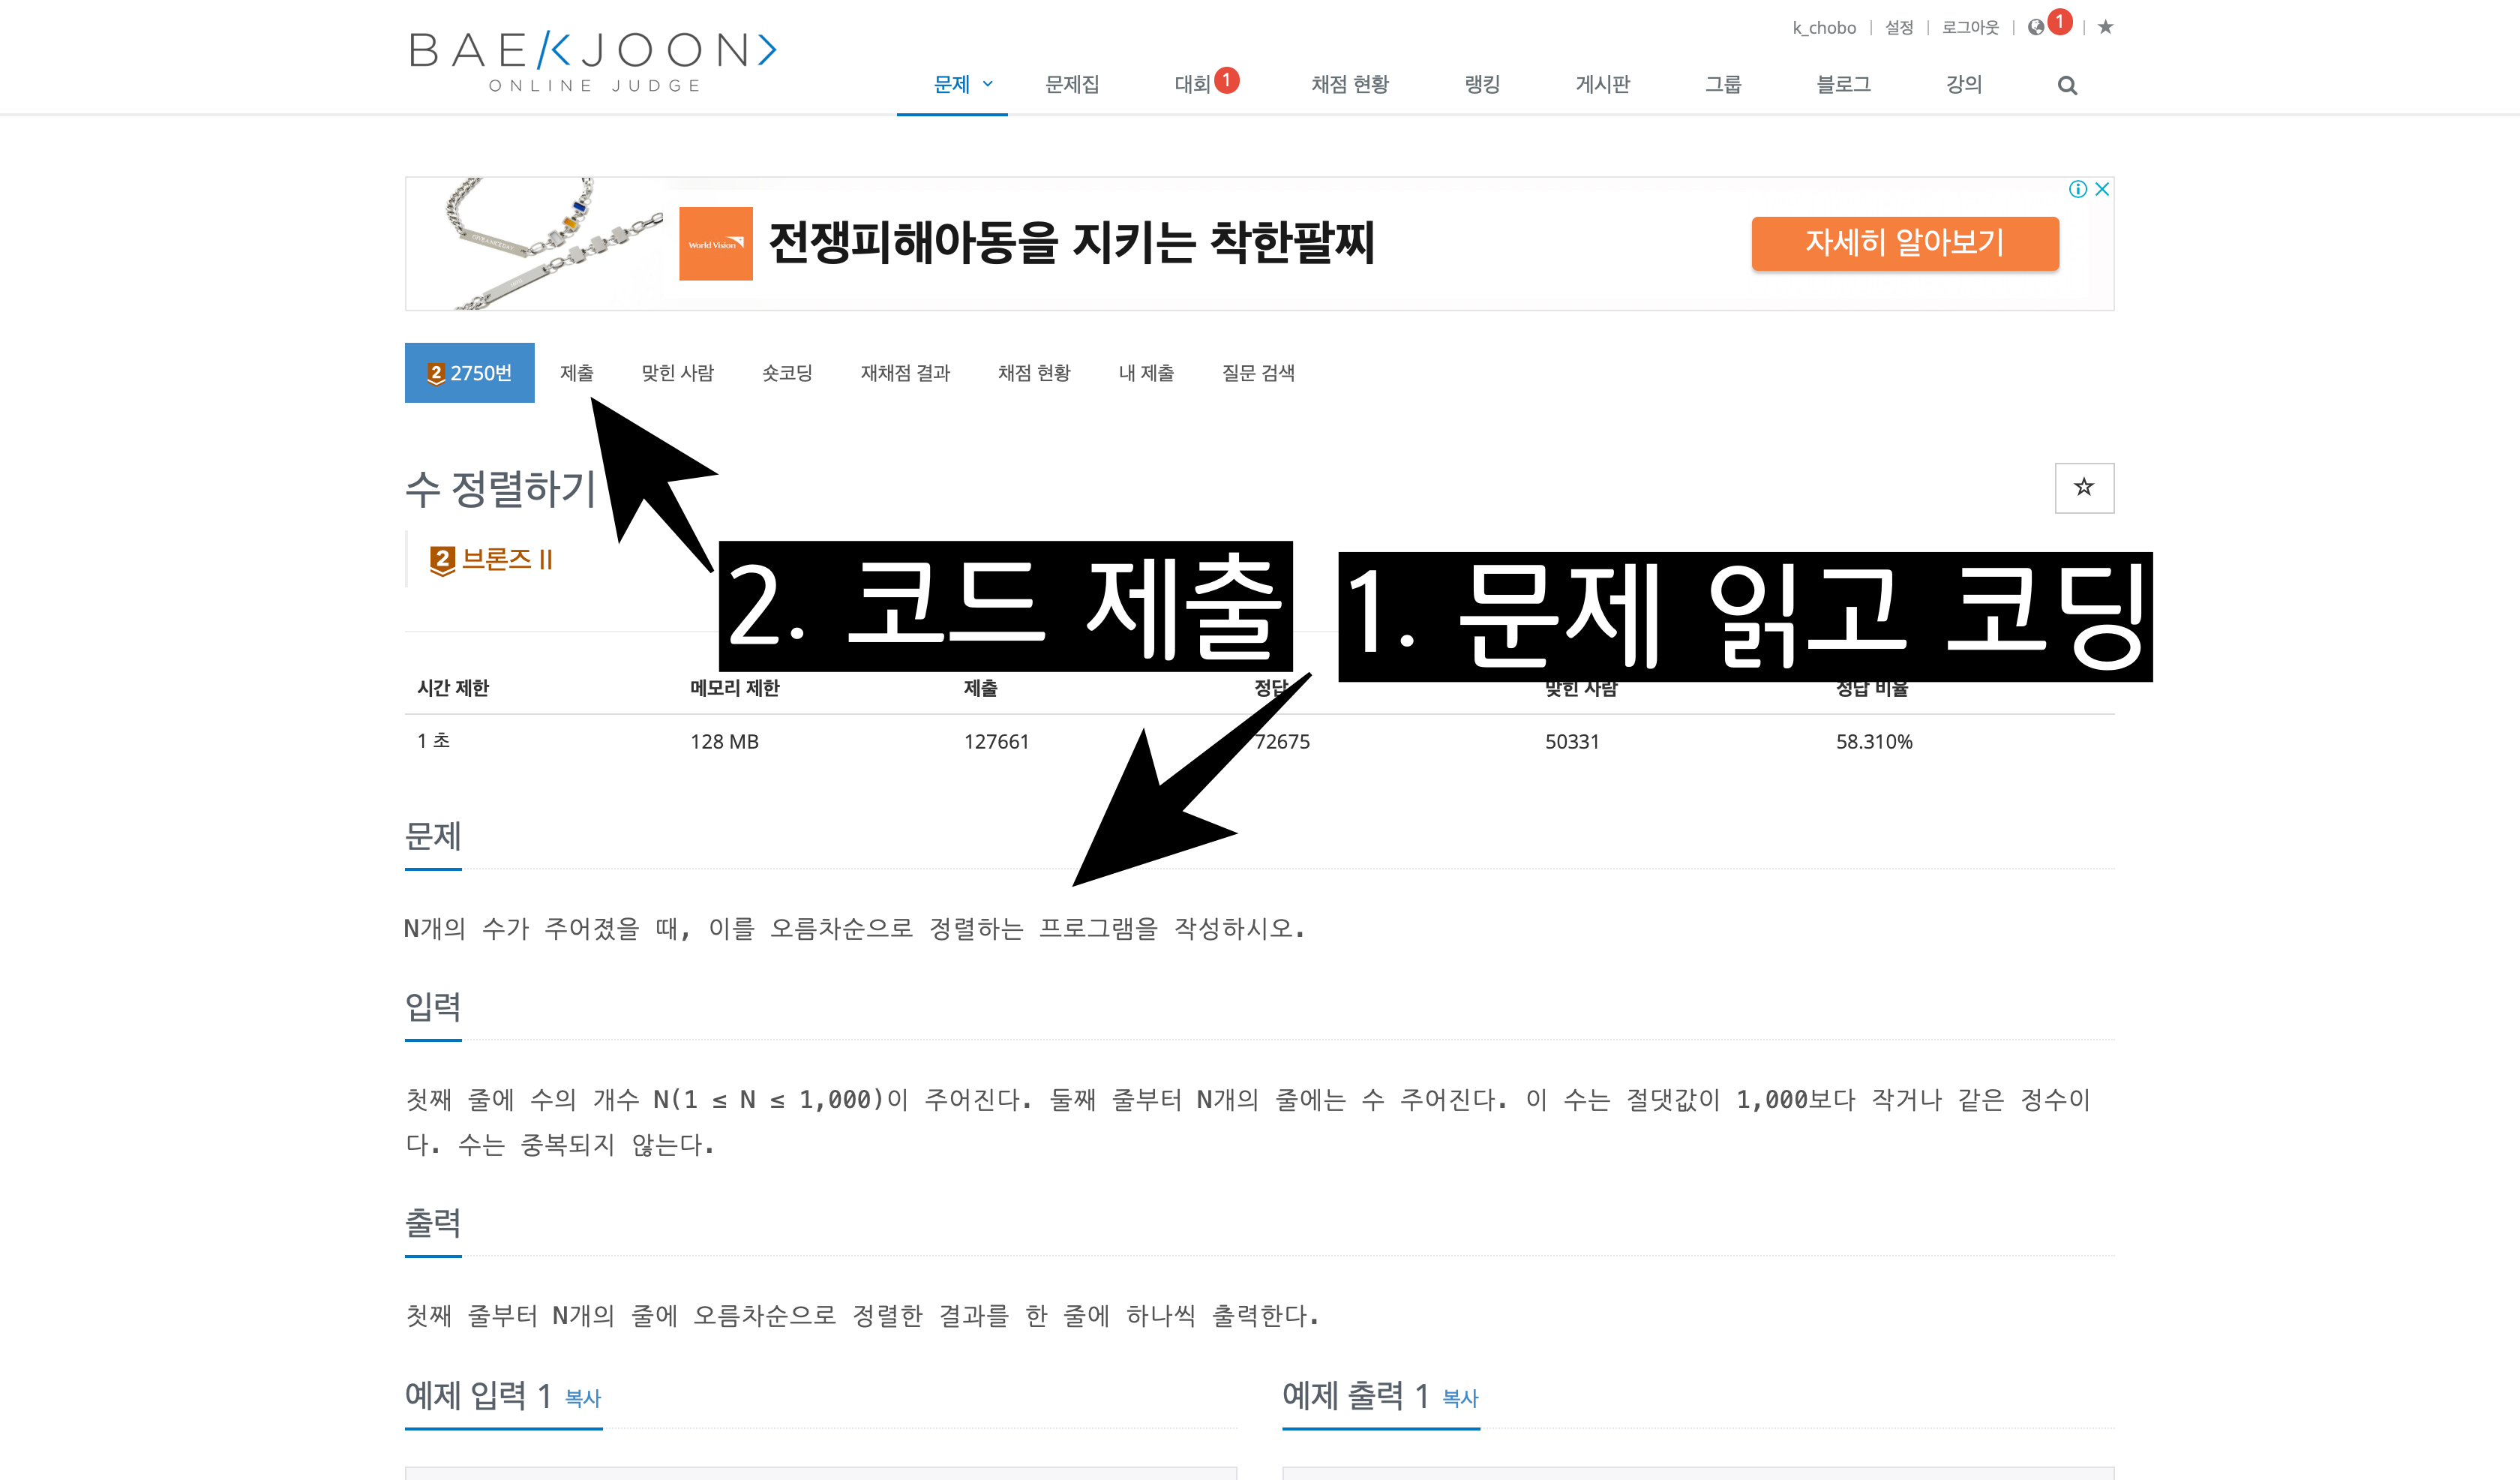 BAEKJOON>
ONLINE JUDGE
k_chobo | 설정 | 로그아웃 | 1 |
문제 문제집 대회 1 채점 현황 랭킹 게시판 그룹 블로그 강의
World Vision
전쟁피해아동을 지키는 착한팔찌
자세히 알아보기
2 2750번 제출 맞힌 사람 숏코딩 재채점 결과 채점 현황 내 제출 질문 검색
수 정렬하기
2 브론즈 II
2. 코드 제출
1. 문제 읽고 코딩
시간 제한 메모리 제한 제출 정답 맞힌 사람 정답 비율
1 초 128 MB 127661 72675 50331 58.310%
문제
N개의 수가 주어졌을 때, 이를 오름차순으로 정렬하는 프로그램을 작성하시오.
입력
첫째 줄에 수의 개수 N(1 ≤ N ≤ 1,000)이 주어진다. 둘째 줄부터 N개의 줄에는 수 주어진다. 이 수는 절댓값이 1,000보다 작거나 같은 정수이
다. 수는 중복되지 않는다.
출력
첫째 줄부터 N개의 줄에 오름차순으로 정렬한 결과를 한 줄에 하나씩 출력한다.
예제 입력 1 복사
예제 출력 1 복사